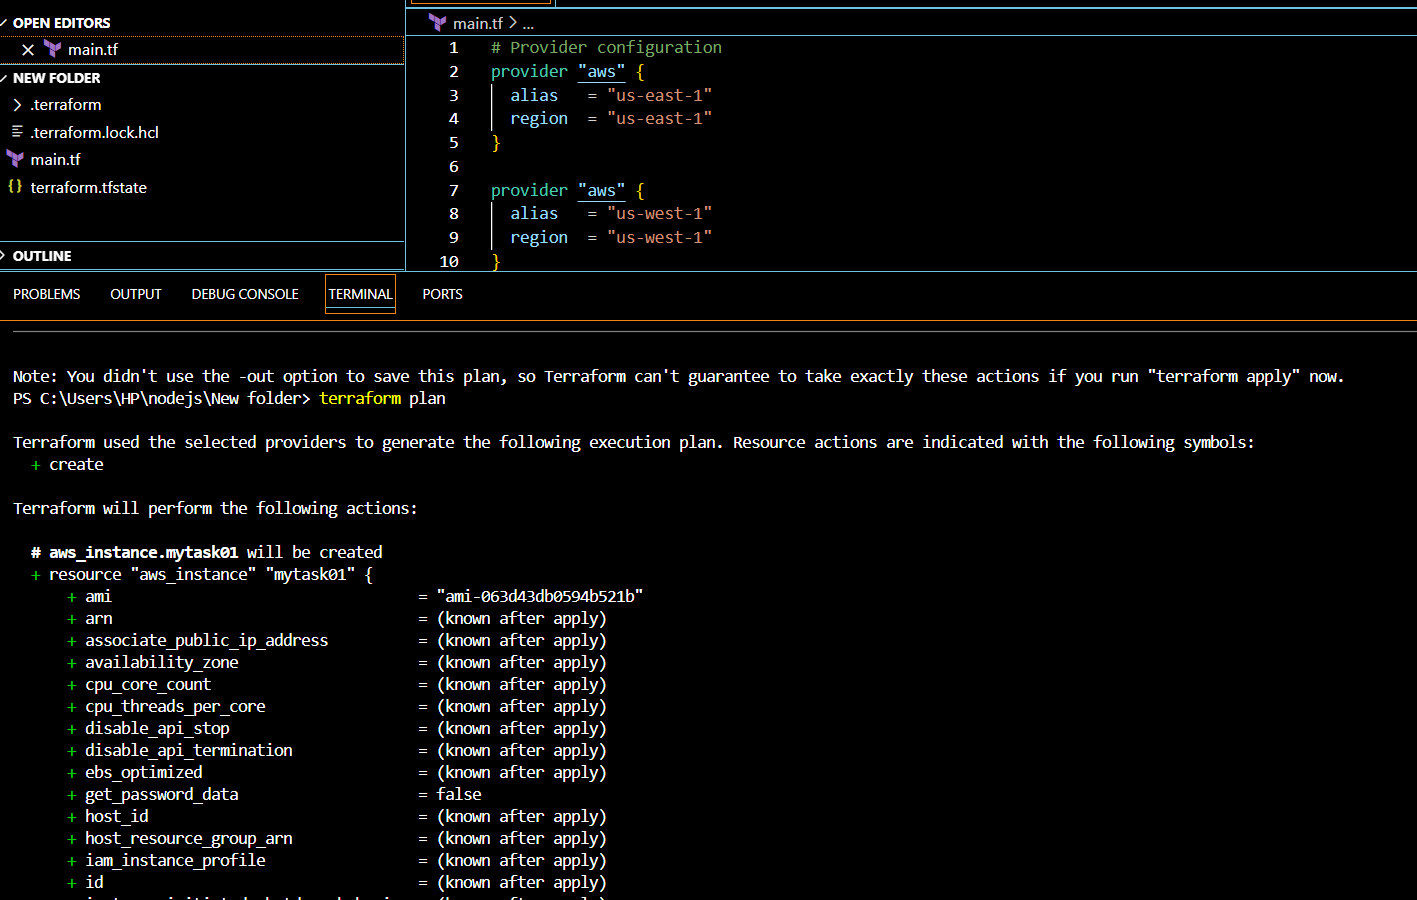 OPEN EDITORS
main.tf
NEW FOLDER
.terraform
.terraform.lock.hcl
main.tf
{} terraform.tfstate
OUTLINE
main.tf > ...
1 # Provider configuration
2 provider "aws" {
3 alias = "us-east-1"
4 region = "us-east-1"
5 }
6
7 provider "aws" {
8 alias = "us-west-1"
9 region = "us-west-1"
10 }
PROBLEMS OUTPUT DEBUG CONSOLE TERMINAL PORTS
Note: You didn't use the -out option to save this plan, so Terraform can't guarantee to take exactly these actions if you run "terraform apply" now.
PS C:\Users\HP\nodejs\New folder> terraform plan
Terraform used the selected providers to generate the following execution plan. Resource actions are indicated with the following symbols:
+ create
Terraform will perform the following actions:
# aws_instance.mytask01 will be created
+ resource "aws_instance" "mytask01" {
+ ami = "ami-063d43db0594b521b"
+ arn = (known after apply)
+ associate_public_ip_address = (known after apply)
+ availability_zone = (known after apply)
+ cpu_core_count = (known after apply)
+ cpu_threads_per_core = (known after apply)
+ disable_api_stop = (known after apply)
+ disable_api_termination = (known after apply)
+ ebs_optimized = (known after apply)
+ get_password_data = false
+ host_id = (known after apply)
+ host_resource_group_arn = (known after apply)
+ iam_instance_profile = (known after apply)
+ id = (known after apply)